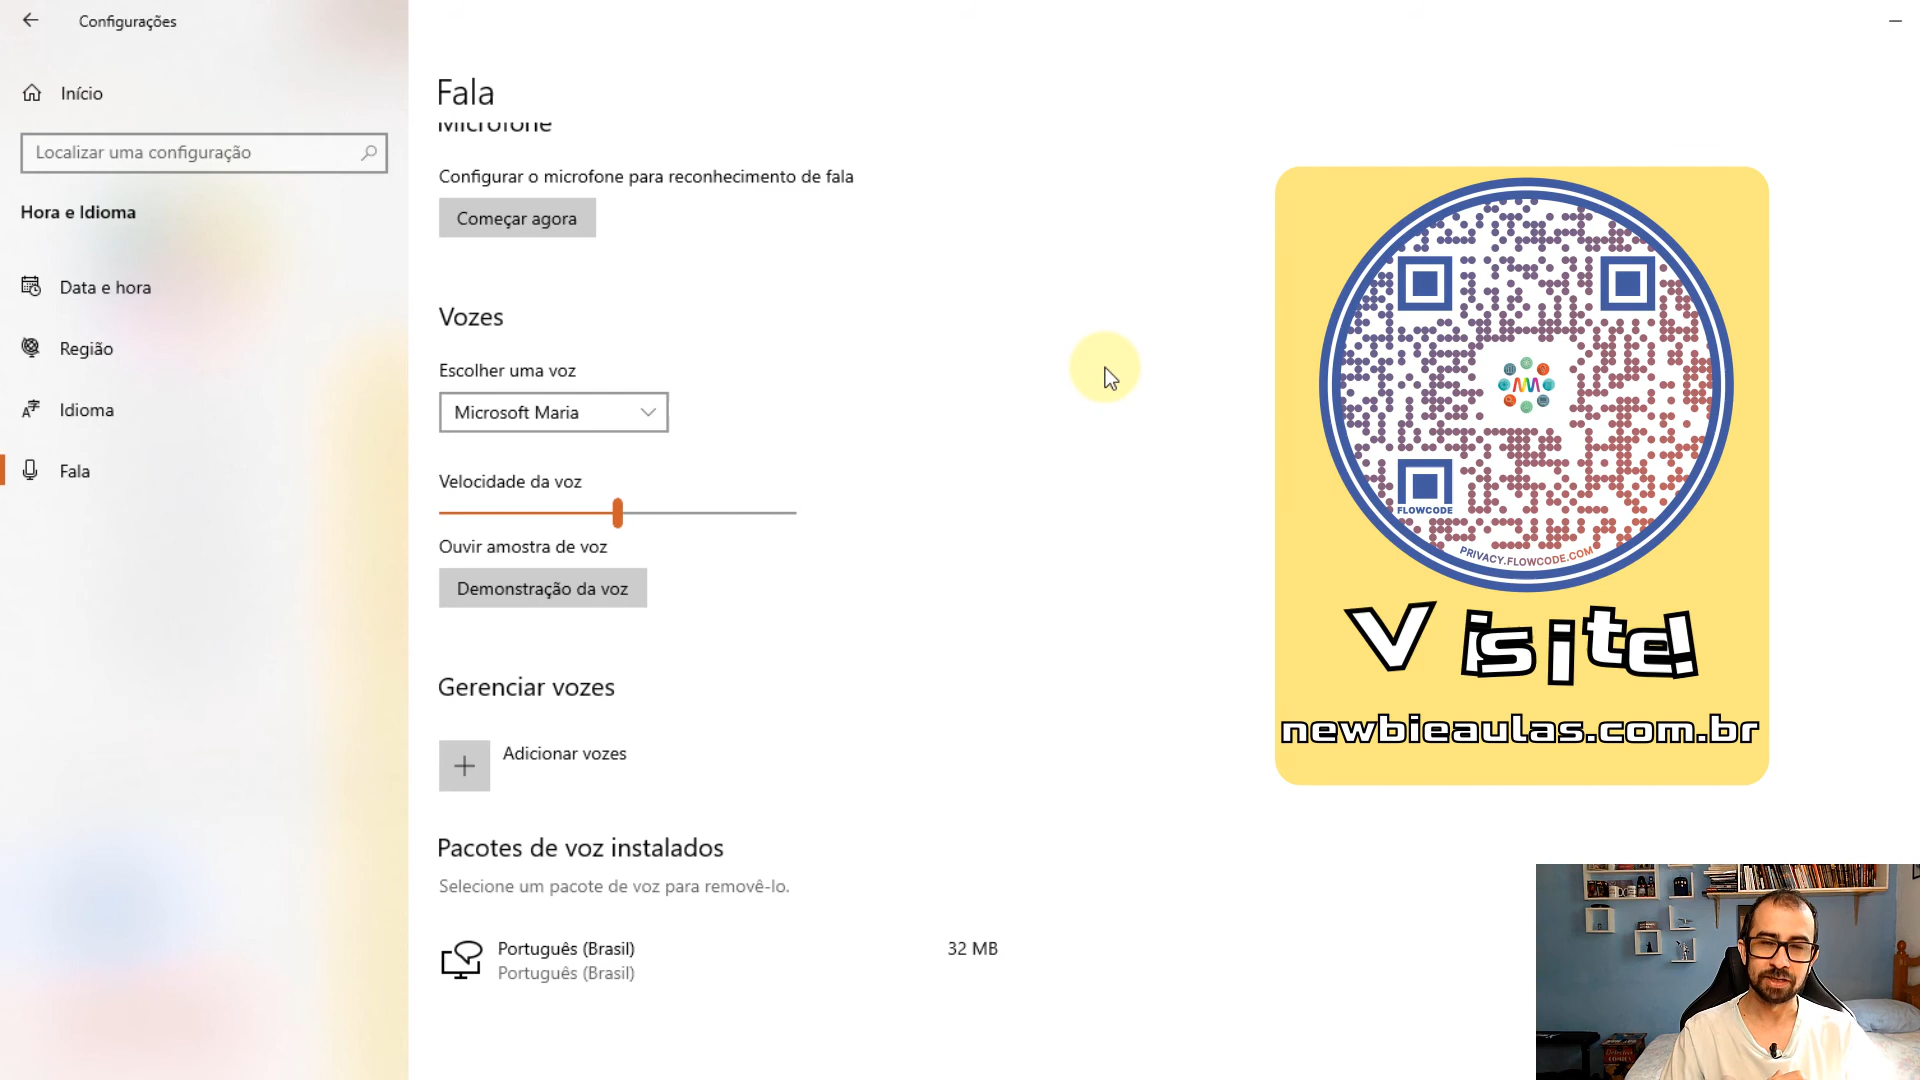 Configurações
Início
Localizar uma configuração
Hora e Idioma
Data e hora
Região
Idioma
Fala
Fala
Microfone
Configurar o microfone para reconhecimento de fala
Começar agora
Vozes
Escolher uma voz
Microsoft Maria
Velocidade da voz
Ouvir amostra de voz
Demonstração da voz
Gerenciar vozes
Adicionar vozes
Pacotes de voz instalados
Selecione um pacote de voz para removê-lo.
Português (Brasil)
32 MB
Português (Brasil)
FLOWCODE
PRIVACY.FLOWCODE.COM
Visite!
newbieaulas.com.br